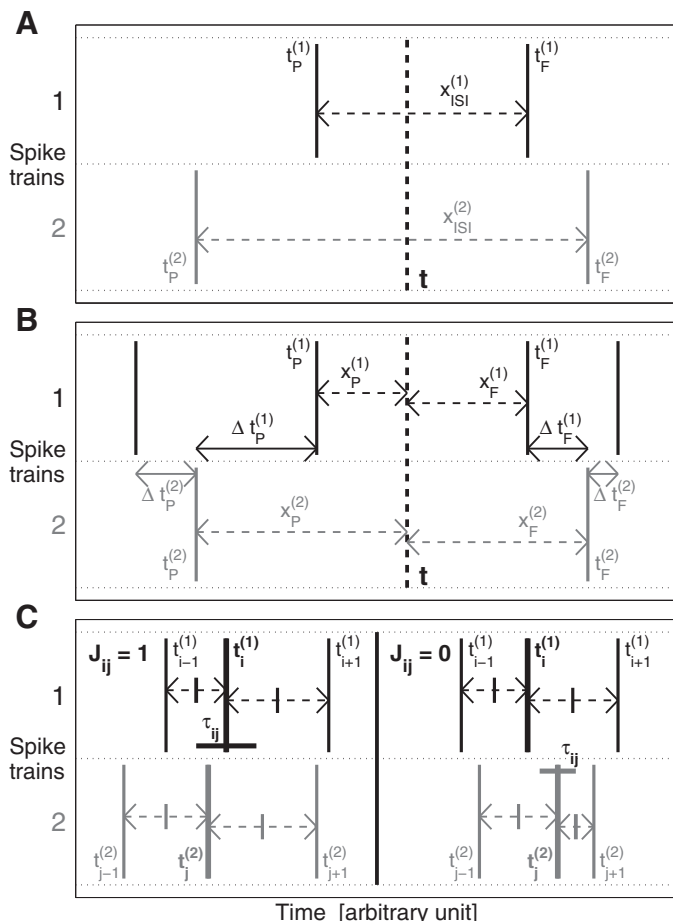 A
t_P^(1)
t_F^(1)
x_ISI^(1)
1
Spike
trains
2
x_ISI^(2)
t_P^(2)
t_F^(2)
t
B
t_P^(1)
t_F^(1)
x_P^(1)
x_F^(1)
1
Δ t_P^(1)
Δ t_F^(1)
Spike
trains
Δ t_P^(2)
Δ t_F^(2)
2
x_P^(2)
x_F^(2)
t_P^(2)
t_F^(2)
t
C
J_ij = 1
t_i-1^(1)
t_i^(1)
t_i+1^(1)
J_ij = 0
t_i-1^(1)
t_i^(1)
t_i+1^(1)
1
τ_ij
τ_ij
Spike
trains
2
t_j-1^(2)
t_j^(2)
t_j+1^(2)
t_j-1^(2)
t_j^(2)
t_j+1^(2)
Time [arbitrary unit]